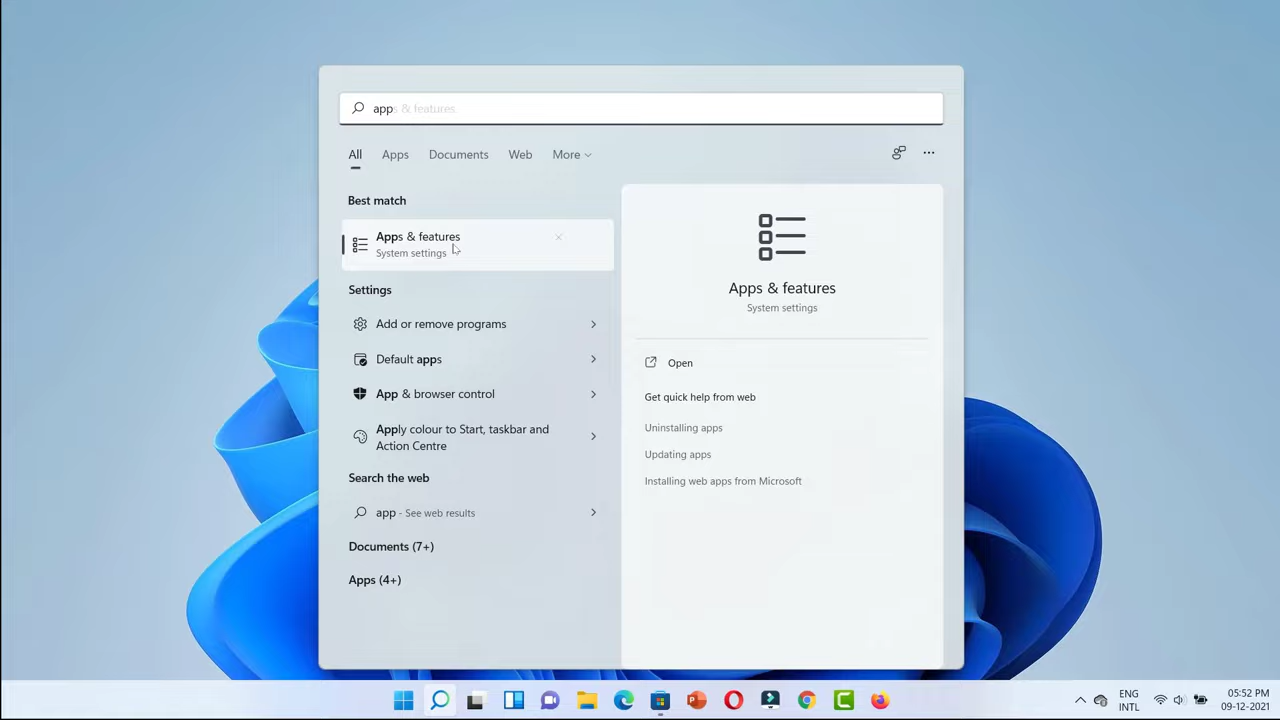 apps & features
All Apps Documents Web More
Best match
Apps & features
System settings
Settings
Add or remove programs
Default apps
App & browser control
Apply colour to Start, taskbar and
Action Centre
Search the web
app - See web results
Documents (7+)
Apps (4+)
Apps & features
System settings
Open
Get quick help from web
Uninstalling apps
Updating apps
Installing web apps from Microsoft
ENG
INTL
05:52 PM
09-12-2021